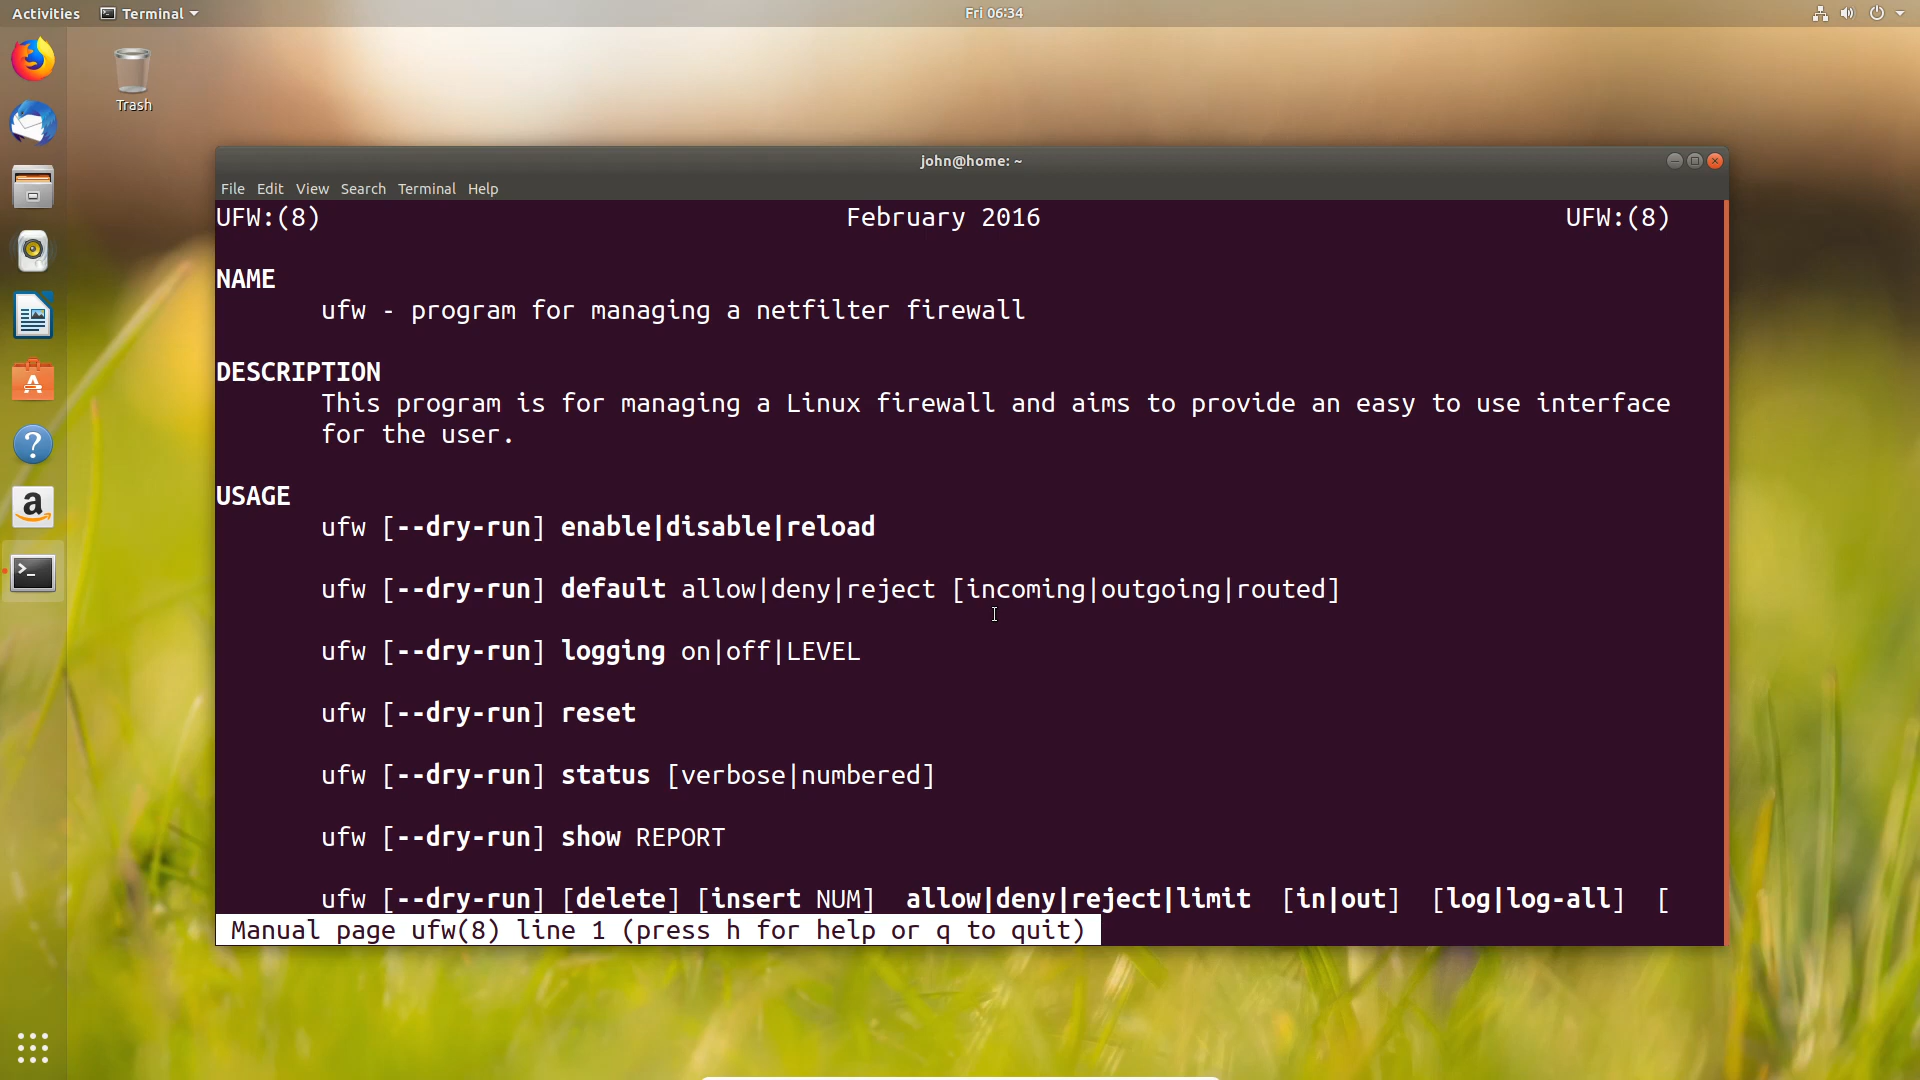 Activities Terminal Fri 06:34
Trash
john@home: ~
File Edit View Search Terminal Help
UFW:(8) February 2016 UFW:(8)
NAME
ufw - program for managing a netfilter firewall
DESCRIPTION
This program is for managing a Linux firewall and aims to provide an easy to use interface
for the user.
USAGE
ufw [--dry-run] enable|disable|reload
ufw [--dry-run] default allow|deny|reject [incoming|outgoing|routed]
ufw [--dry-run] logging on|off|LEVEL
ufw [--dry-run] reset
ufw [--dry-run] status [verbose|numbered]
ufw [--dry-run] show REPORT
ufw [--dry-run] [delete] [insert NUM] allow|deny|reject|limit [in|out] [log|log-all] [
Manual page ufw(8) line 1 (press h for help or q to quit)